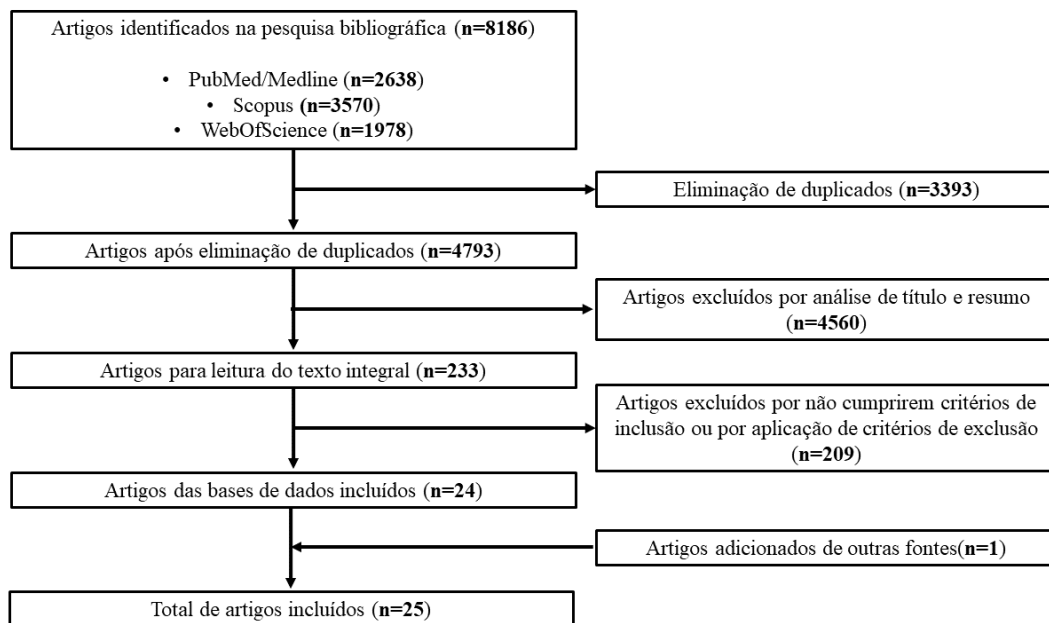 Artigos identificados na pesquisa bibliográfica (n=8186)
• PubMed/Medline (n=2638)
• Scopus (n=3570)
• WebOfScience (n=1978)
Eliminação de duplicados (n=3393)
Artigos após eliminação de duplicados (n=4793)
Artigos excluídos por análise de título e resumo
(n=4560)
Artigos para leitura do texto integral (n=233)
Artigos excluídos por não cumprirem critérios de
inclusão ou por aplicação de critérios de exclusão
(n=209)
Artigos das bases de dados incluídos (n=24)
Artigos adicionados de outras fontes(n=1)
Total de artigos incluídos (n=25)